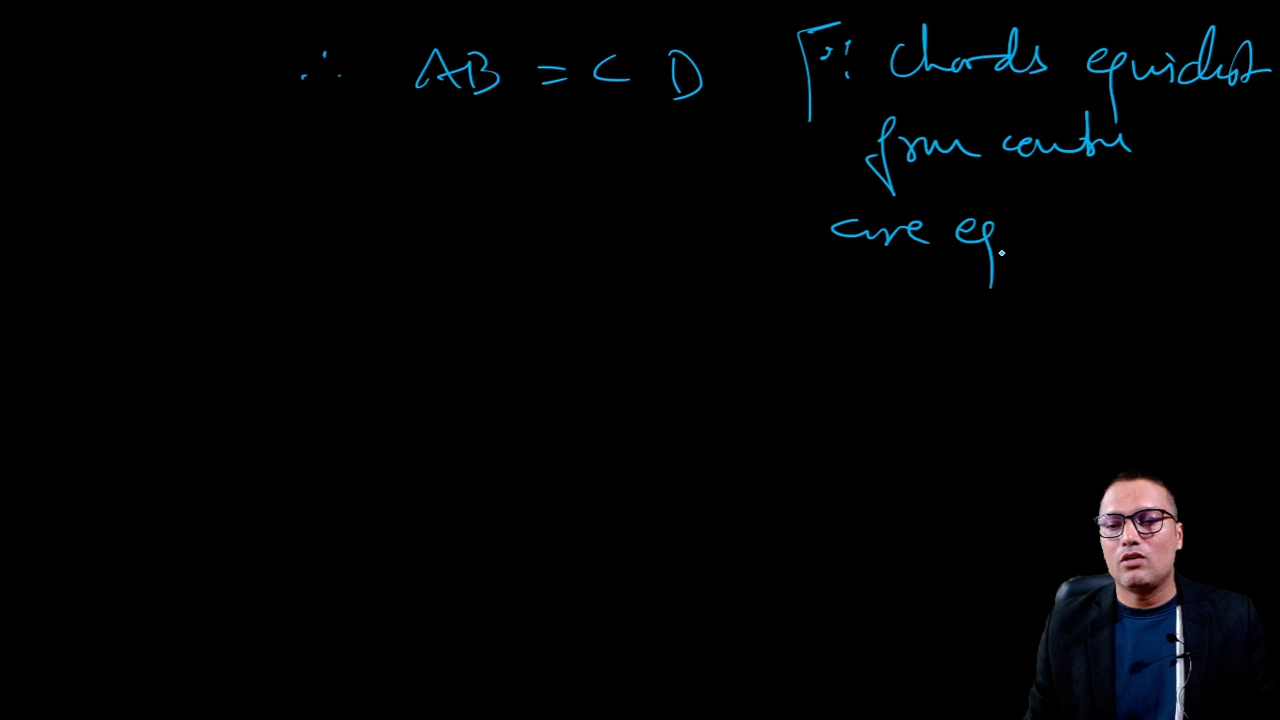 ∴ AB = CD [∵ chords equidist
from centre
are eq